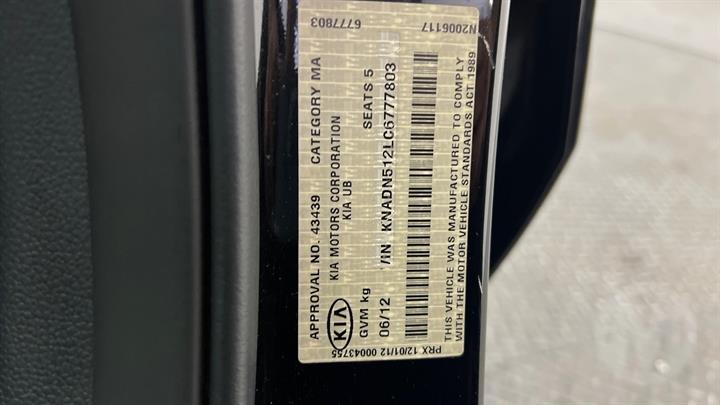 6777803
N2006117
APPROVAL NO. 43439 CATEGORY MA
KIA
KIA MOTORS CORPORATION
KIA UB
GVM kg
SEATS 5
06/12
VIN KNADN512LC6777803
THIS VEHICLE WAS MANUFACTURED TO COMPLY
WITH THE MOTOR VEHICLE STANDARDS ACT 1989
PRX 12/01/12 00043755